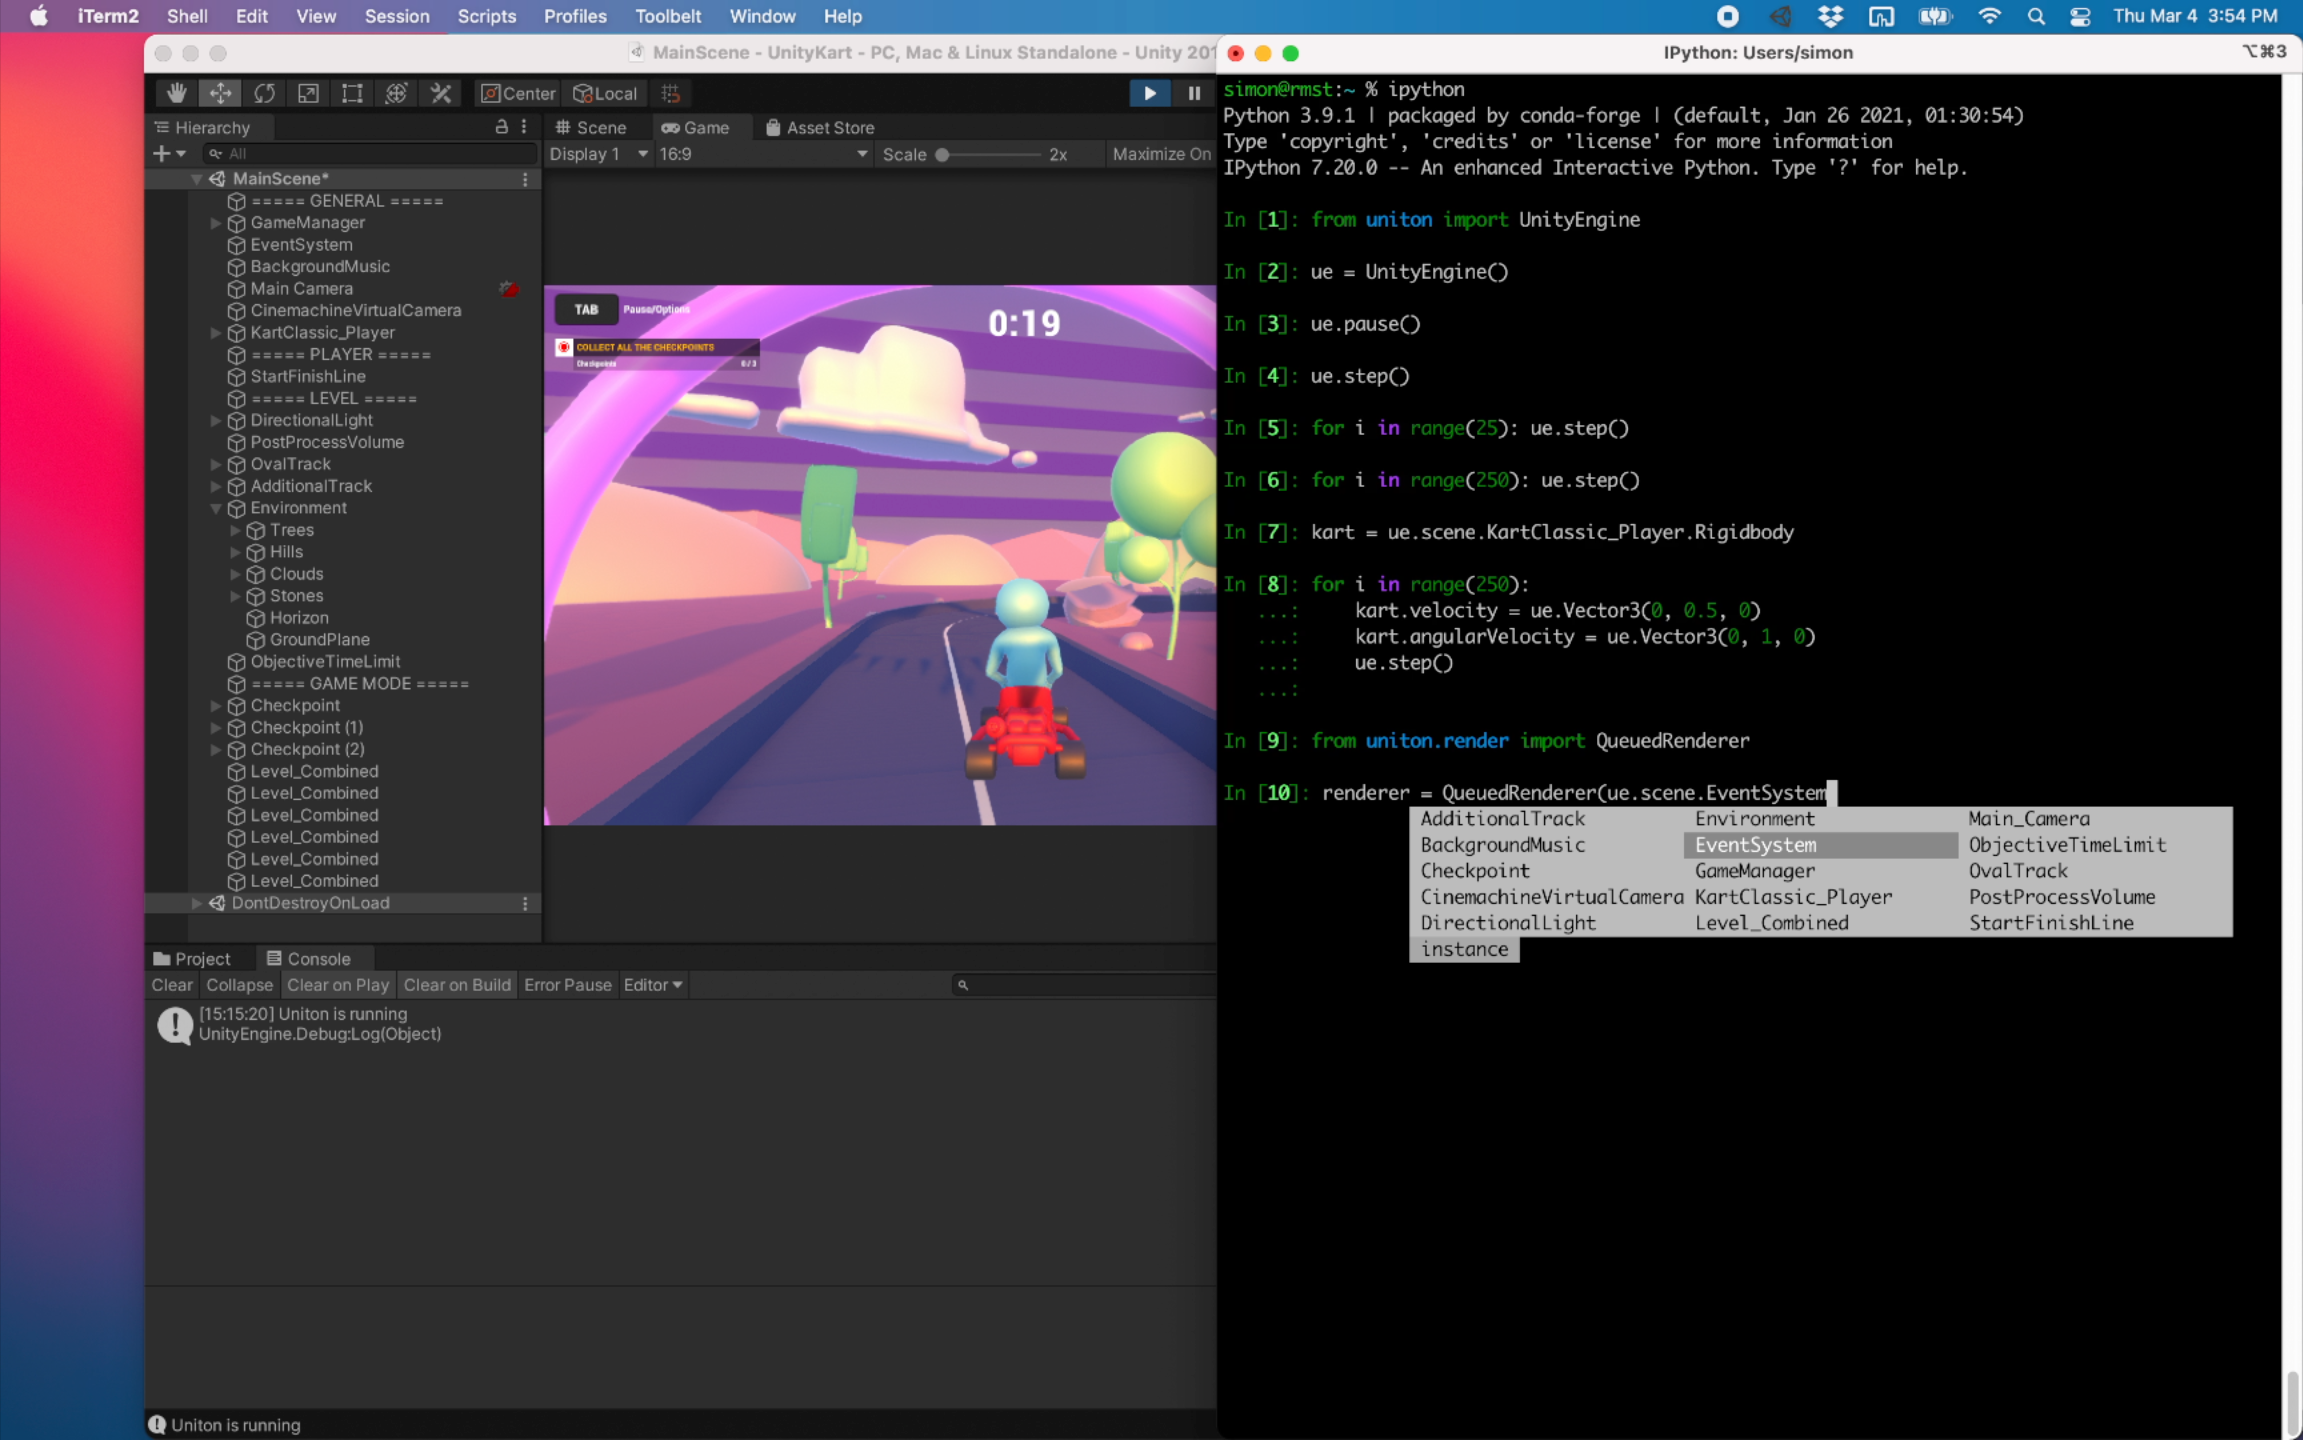 iTerm2 Shell Edit View Session Scripts Profiles Toolbelt Window Help Thu Mar 4 3:54 PM
MainScene - UnityKart - PC, Mac & Linux Standalone - Unity 201
Center Local
Hierarchy
All
MainScene*
===== GENERAL =====
GameManager
EventSystem
BackgroundMusic
Main Camera
CinemachineVirtualCamera
KartClassic_Player
===== PLAYER =====
StartFinishLine
===== LEVEL =====
DirectionalLight
PostProcessVolume
OvalTrack
AdditionalTrack
Environment
Trees
Hills
Clouds
Stones
Horizon
GroundPlane
ObjectiveTimeLimit
===== GAME MODE =====
Checkpoint
Checkpoint (1)
Checkpoint (2)
Level_Combined
Level_Combined
Level_Combined
Level_Combined
Level_Combined
Level_Combined
DontDestroyOnLoad
Scene Game Asset Store
Display 1 16:9 Scale 2x Maximize On
TAB Pause/Options
0:19
COLLECT ALL THE CHECKPOINTS
Checkpoints 0/3
Project Console
Clear Collapse Clear on Play Clear on Build Error Pause Editor
[15:15:20] Uniton is running
UnityEngine.Debug:Log(Object)
Uniton is running
IPython: Users/simon ⌥⌘3
simon@rmst:~ % ipython
Python 3.9.1 | packaged by conda-forge | (default, Jan 26 2021, 01:30:54)
Type 'copyright', 'credits' or 'license' for more information
IPython 7.20.0 -- An enhanced Interactive Python. Type '?' for help.
In [1]: from uniton import UnityEngine
In [2]: ue = UnityEngine()
In [3]: ue.pause()
In [4]: ue.step()
In [5]: for i in range(25): ue.step()
In [6]: for i in range(250): ue.step()
In [7]: kart = ue.scene.KartClassic_Player.Rigidbody
In [8]: for i in range(250):
...: kart.velocity = ue.Vector3(0, 0.5, 0)
...: kart.angularVelocity = ue.Vector3(0, 1, 0)
...: ue.step()
...:
In [9]: from uniton.render import QueuedRenderer
In [10]: renderer = QueuedRenderer(ue.scene.EventSystem
AdditionalTrack Environment Main_Camera
BackgroundMusic EventSystem ObjectiveTimeLimit
Checkpoint GameManager OvalTrack
CinemachineVirtualCamera KartClassic_Player PostProcessVolume
DirectionalLight Level_Combined StartFinishLine
instance